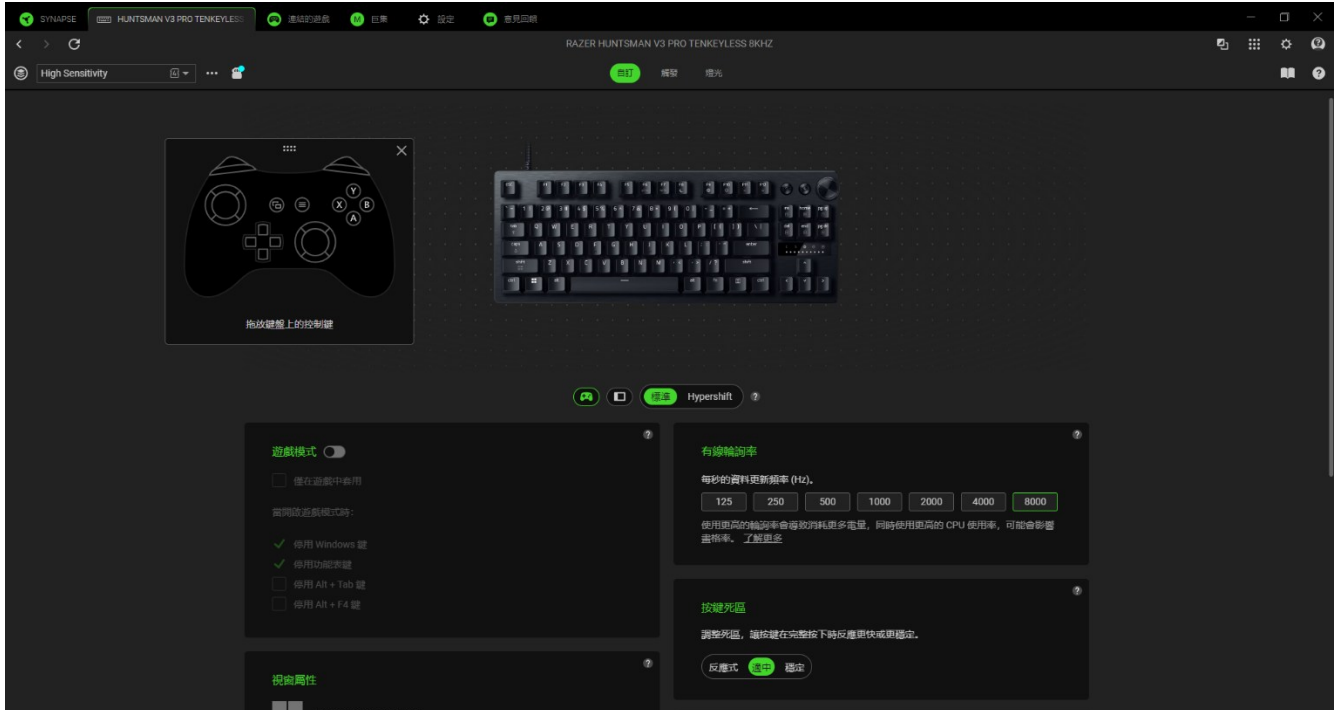 SYNAPSE
HUNTSMAN V3 PRO TENKEYLESS
連結的遊戲
巨集
設定
意見回饋
RAZER HUNTSMAN V3 PRO TENKEYLESS 8KHZ
High Sensitivity
自訂
觸發
燈光
Y
X
B
A
拖放鍵盤上的控制鍵
標準
Hypershift
遊戲模式
僅在遊戲中套用
當開啟遊戲模式時：
停用 Windows 鍵
停用功能表鍵
停用 Alt + Tab 鍵
停用 Alt + F4 鍵
視窗屬性
有線輪詢率
每秒的資料更新頻率 (Hz)。
125 250 500 1000 2000 4000 8000
使用更高的輪詢率會導致消耗更多電量，同時使用更高的 CPU 使用率，可能會影響
畫格率。 了解更多
按鍵死區
調整死區，讓按鍵在完整按下時反應更快或更穩定。
反應式 適中 穩定